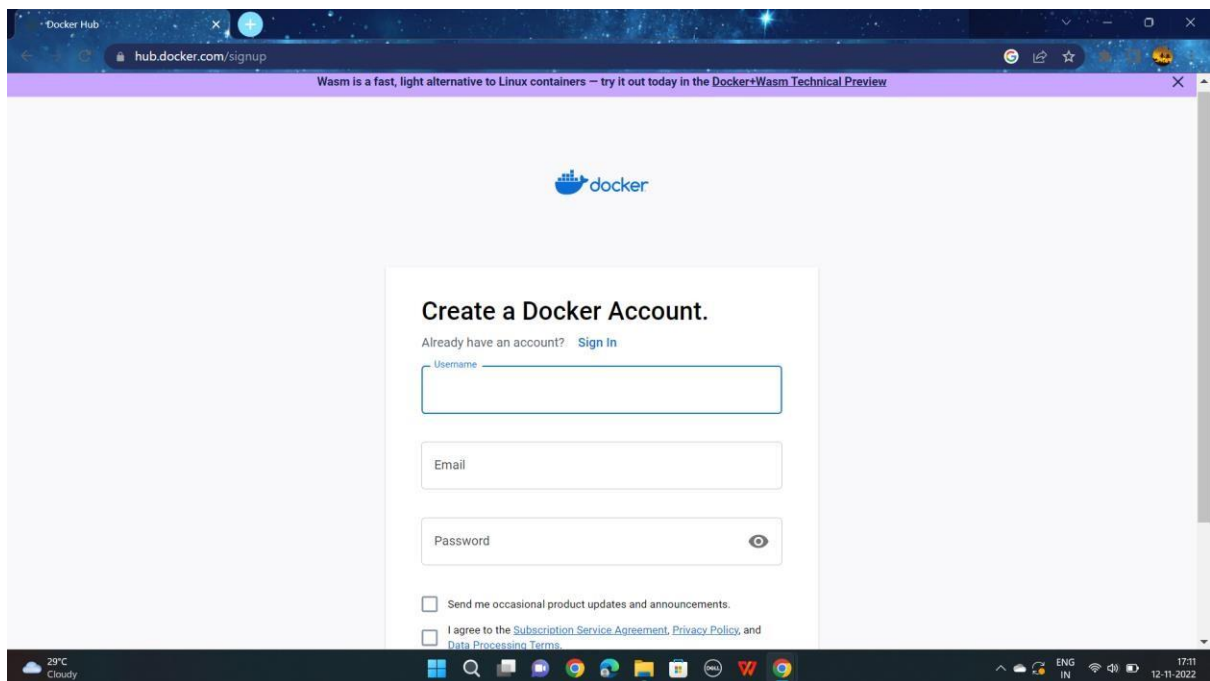 Docker Hub
hub.docker.com/signup
Wasm is a fast, light alternative to Linux containers — try it out today in the Docker+Wasm Technical Preview
docker
Create a Docker Account.
Already have an account? Sign In
Username
Email
Password
Send me occasional product updates and announcements.
I agree to the Subscription Service Agreement, Privacy Policy, and
Data Processing Terms.
29°C
Cloudy
DELL
ENG
IN
17:11
12-11-2022